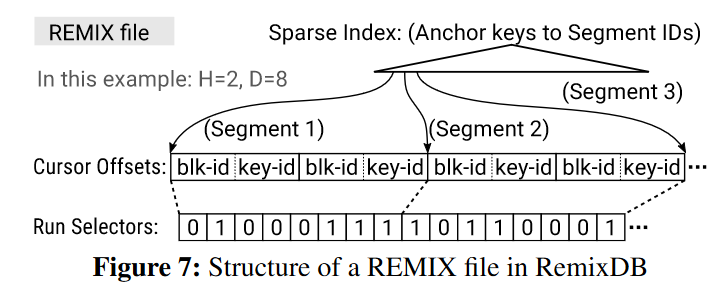 REMIX file
Sparse Index: (Anchor keys to Segment IDs)
In this example: H=2, D=8
(Segment 3)
(Segment 1)
(Segment 2)
Cursor Offsets: blk-id key-id blk-id key-id blk-id key-id blk-id key-id ...
Run Selectors: 0 1 0 0 0 1 1 1 1 0 1 1 0 0 0 1 ...
Figure 7: Structure of a REMIX file in RemixDB